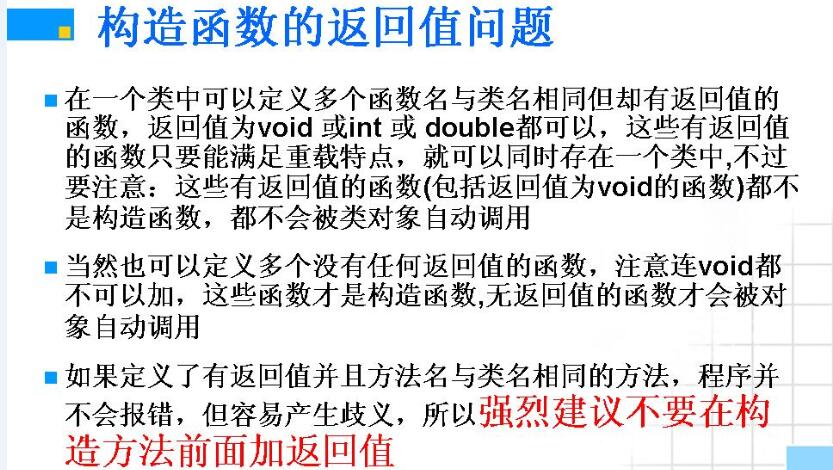 构造函数的返回值问题
在一个类中可以定义多个函数名与类名相同但却有返回值的
函数，返回值为void 或int 或 double都可以，这些有返回值
的函数只要能满足重载特点，就可以同时存在一个类中,不过
要注意：这些有返回值的函数(包括返回值为void的函数)都不
是构造函数，都不会被类对象自动调用
当然也可以定义多个没有任何返回值的函数，注意连void都
不可以加，这些函数才是构造函数,无返回值的函数才会被对
象自动调用
如果定义了有返回值并且方法名与类名相同的方法，程序并
不会报错，但容易产生歧义，所以强烈建议不要在构
造方法前面加返回值